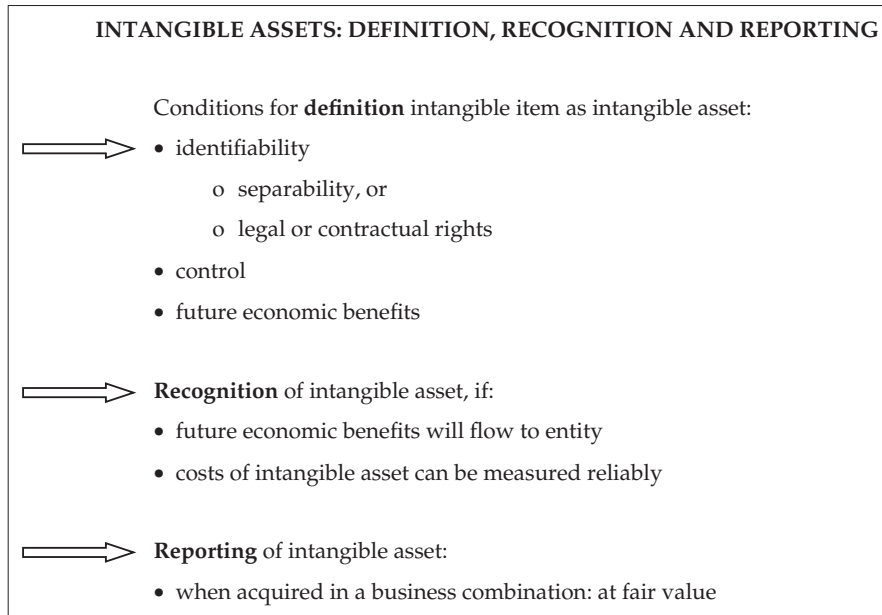 INTANGIBLE ASSETS: DEFINITION, RECOGNITION AND REPORTING
Conditions for definition intangible item as intangible asset:
• identifiability
o separability, or
o legal or contractual rights
• control
• future economic benefits
Recognition of intangible asset, if:
• future economic benefits will flow to entity
• costs of intangible asset can be measured reliably
Reporting of intangible asset:
• when acquired in a business combination: at fair value